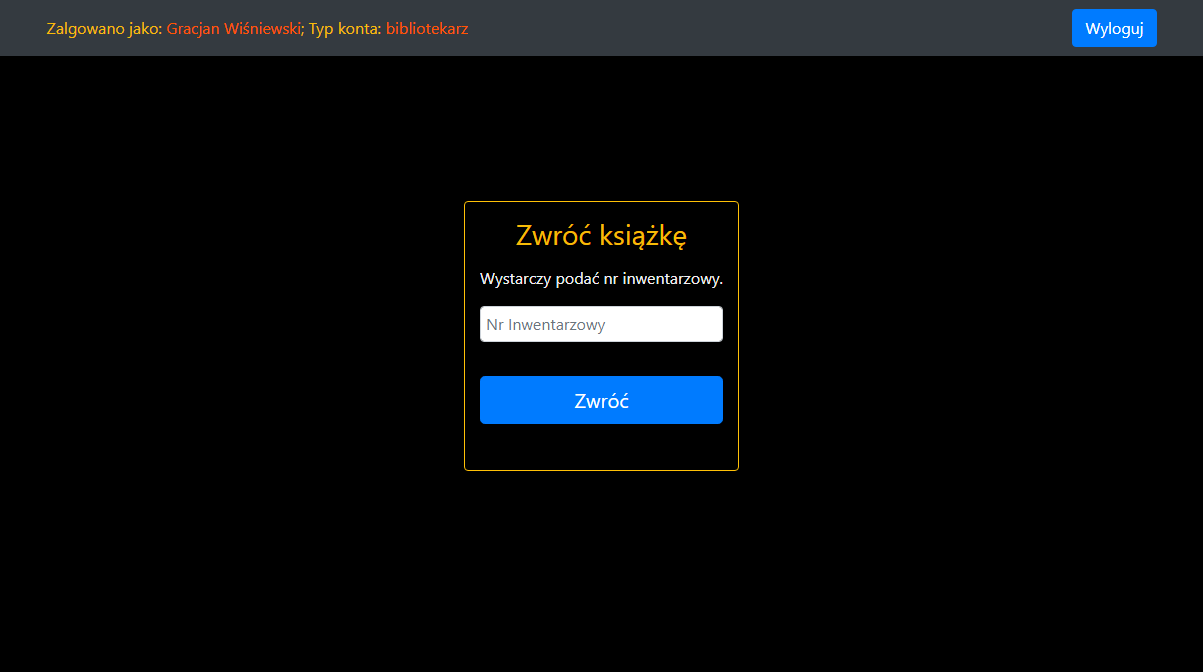 Zalgowano jako: Gracjan Wiśniewski; Typ konta: bibliotekarz
Wyloguj
Zwróć książkę
Wystarczy podać nr inwentarzowy.
Nr Inwentarzowy
Zwróć